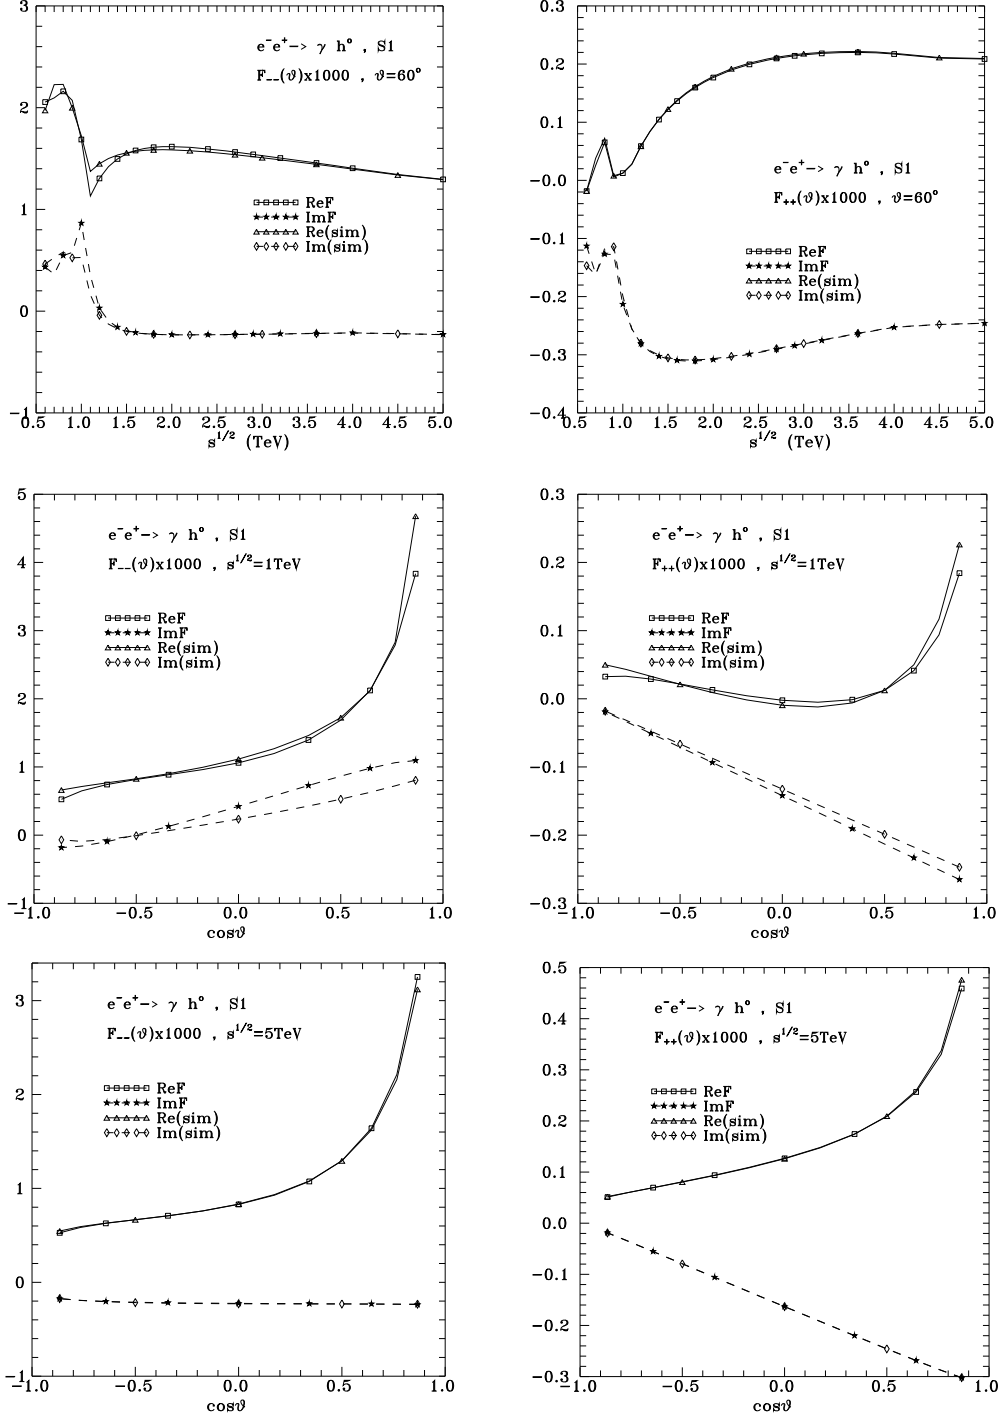 3
2
1
0
−1
0.5 1.0 1.5 2.0 2.5 3.0 3.5 4.0 4.5 5.0
s^1/2 (TeV)
e⁻e⁺−> γ h° , S1
F₋₋(ϑ)x1000 , ϑ=60°
ReF
ImF
Re(sim)
Im(sim)
0.3
0.2
0.1
−0.0
−0.1
−0.2
−0.3
−0.4
0.5 1.0 1.5 2.0 2.5 3.0 3.5 4.0 4.5 5.0
s^1/2 (TeV)
e⁻e⁺−> γ h° , S1
F₊₊(ϑ)x1000 , ϑ=60°
ReF
ImF
Re(sim)
Im(sim)
5
4
3
2
1
0
−1
−1.0 −0.5 0.0 0.5 1.0
cosϑ
e⁻e⁺−> γ h° , S1
F₋₋(ϑ)x1000 , s^1/2=1TeV
ReF
ImF
Re(sim)
Im(sim)
0.3
0.2
0.1
0.0
−0.1
−0.2
−0.3
−1.0 −0.5 0.0 0.5 1.0
cosϑ
e⁻e⁺−> γ h° , S1
F₊₊(ϑ)x1000 , s^1/2=1TeV
ReF
ImF
Re(sim)
Im(sim)
3
2
1
0
−1
−1.0 −0.5 0.0 0.5 1.0
cosϑ
e⁻e⁺−> γ h° , S1
F₋₋(ϑ)x1000 , s^1/2=5TeV
ReF
ImF
Re(sim)
Im(sim)
0.5
0.4
0.3
0.2
0.1
0.0
−0.1
−0.2
−0.3
−1.0 −0.5 0.0 0.5 1.0
cosϑ
e⁻e⁺−> γ h° , S1
F₊₊(ϑ)x1000 , s^1/2=5TeV
ReF
ImF
Re(sim)
Im(sim)